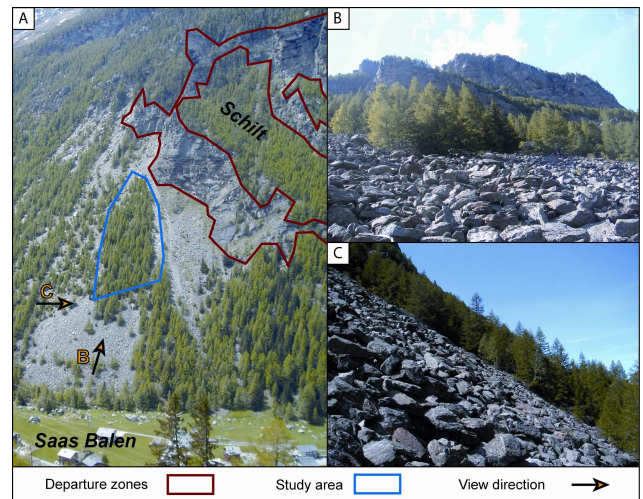 A
B
Schilt
C
C
B
Saas Balen
Departure zones
Study area
View direction